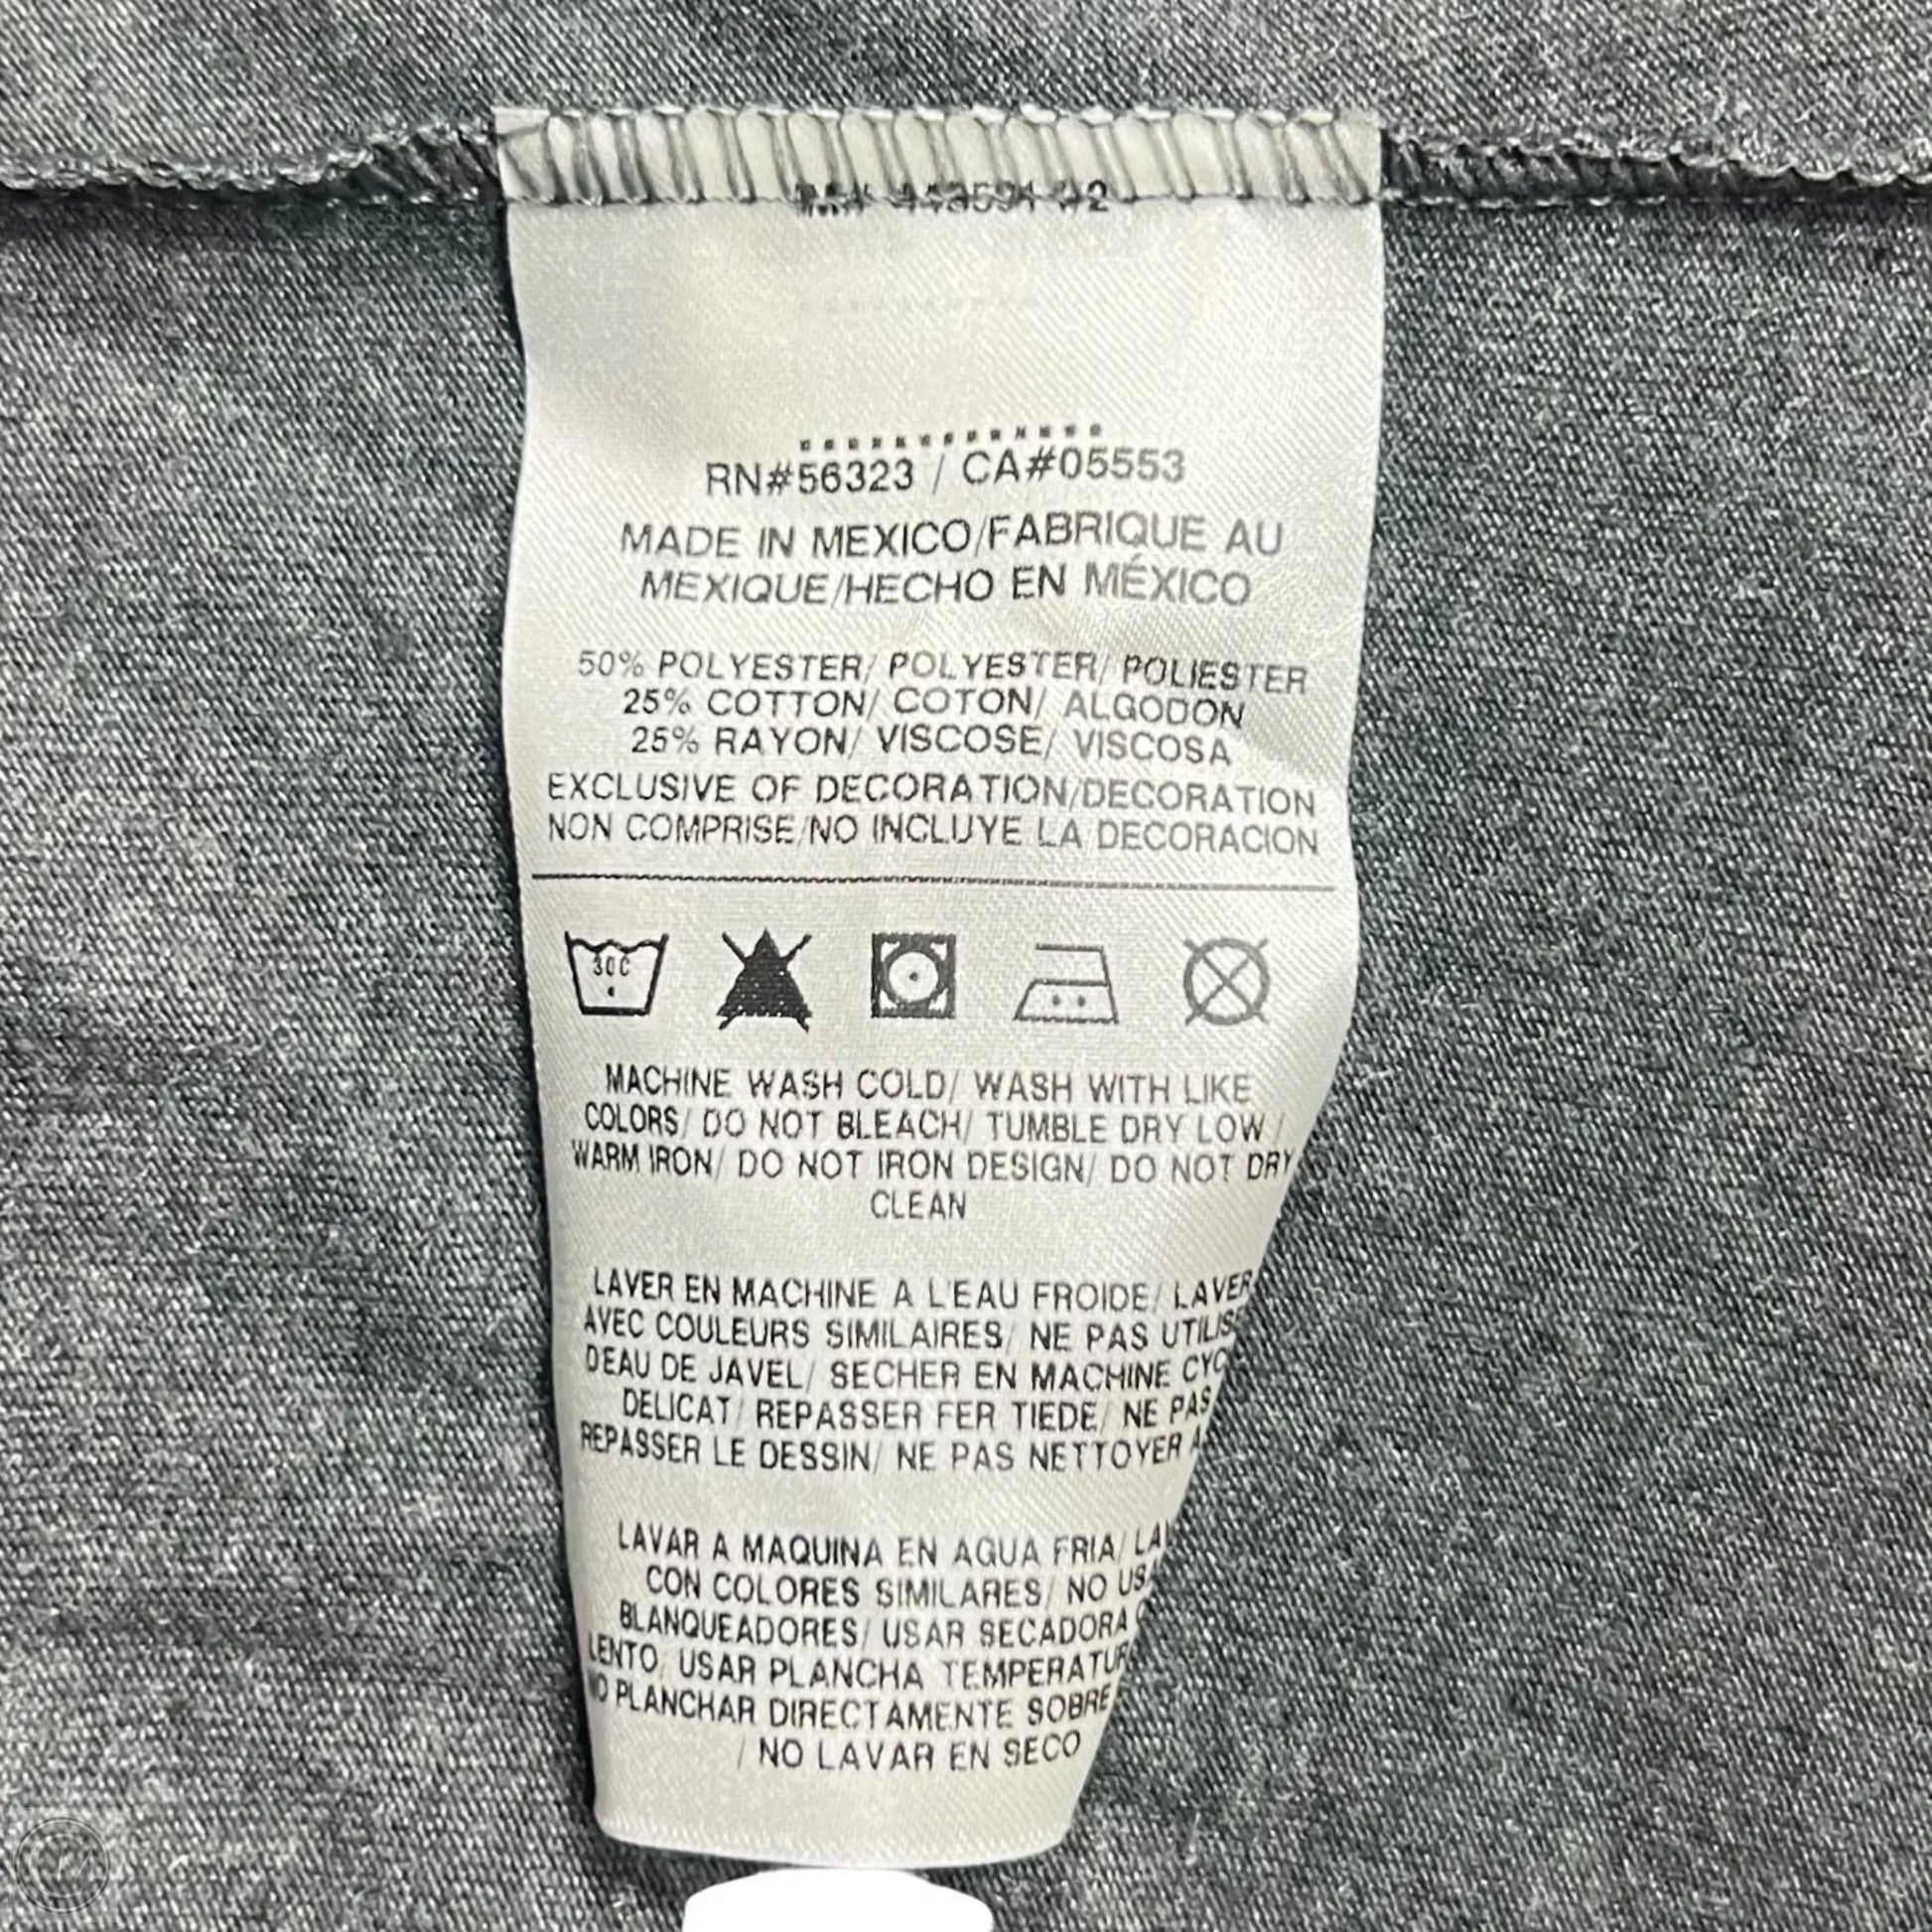 RN#56323 / CA#05553
MADE IN MEXICO/FABRIQUE AU
MEXIQUE/HECHO EN MÉXICO
50% POLYESTER/ POLYESTER/ POLIESTER
25% COTTON/ COTON/ ALGODON
25% RAYON/ VISCOSE/ VISCOSA
EXCLUSIVE OF DECORATION/DECORATION
NON COMPRISE/NO INCLUYE LA DECORACION
30C
MACHINE WASH COLD/ WASH WITH LIKE
COLORS/ DO NOT BLEACH/ TUMBLE DRY LOW /
WARM IRON/ DO NOT IRON DESIGN/ DO NOT DRY
CLEAN
LAVER EN MACHINE A L'EAU FROIDE/ LAVER
AVEC COULEURS SIMILAIRES/ NE PAS
DEAU DE JAVEL/ SECHER EN MACHINE
DELICAT/ REPASSER FER TIEDE/ NE PAS
REPASSER LE DESSIN/ NE PAS NETTOYER
LAVAR A MAQUINA EN AGUA FRIA/
CON COLORES SIMILARES/ NO
BLANQUEADORES/ USAR SECADORA
LENTO, USAR PLANCHA
NO PLANCHAR DIRECTAMENTE SOBRE
/ NO LAVAR EN SECO